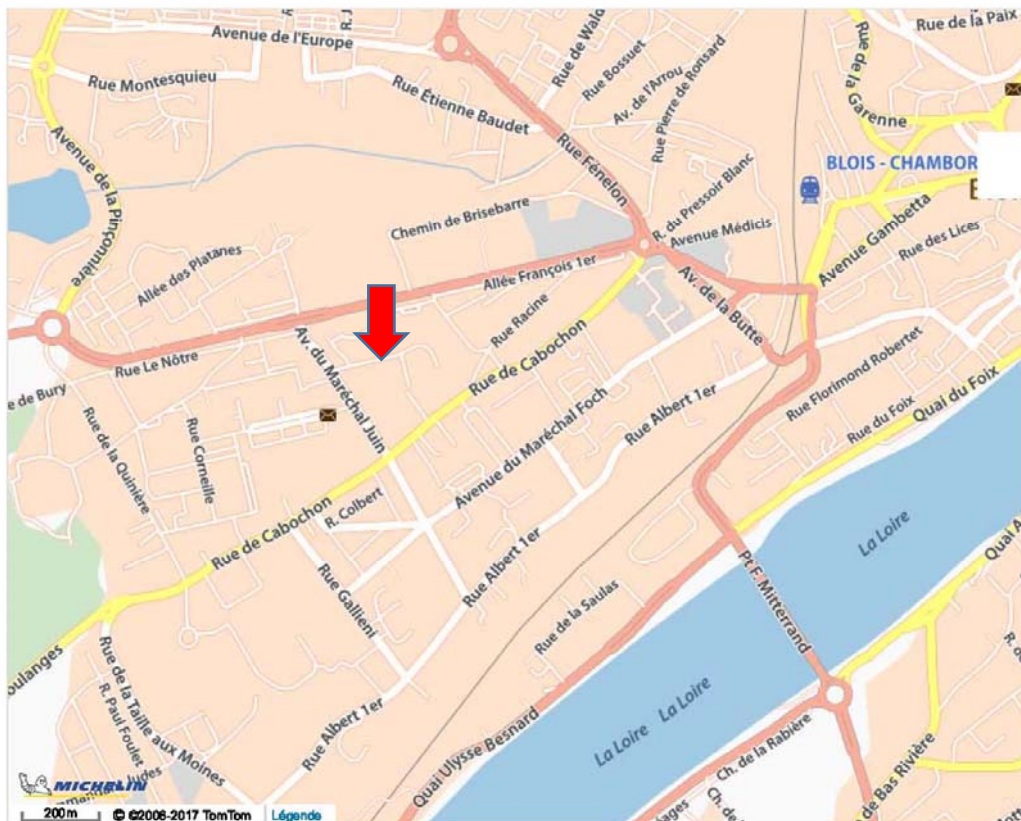 Avenue de l'Europe
R. J
Rue de la Paix
Rue de Wald
Rue de la Garenne
Rue Montesquieu
Rue Bossuet
Rue Étienne Baudet
Av. de l'Arrou
Rue Pierre de Ronsard
Avenue de la Pinçonnière
Rue Fénelon
BLOIS - CHAMBOR
R. du Pressoir Blanc
Chemin de Brisebarre
Avenue Médicis
Avenue Gambetta
Rue des Lices
Allée des Platanes
Allée François 1er
Av. de la Butte
Rue Racine
Av. du Maréchal Juin
Rue Le Nôtre
Rue de Cabochon
Rue Florimond Robertet
Quai du Foix
e de Bury
Rue du Foix
Rue Albert 1er
Avenue du Maréchal Foch
Rue de la Quinière
Rue Corneille
R. Colbert
Rue de Cabochon
La Loire
Quai A
Rue Albert 1er
Pt F. Mitterrand
Rue Gallieni
Rue de la Saulas
oulanges
Rue de la Taille aux Moines
R. Paul Foulet
La Loire
La Loire
Rue Albert 1er
Quai Ulysse Besnard
Ch. de la Rabière
Ch. de
lages
e de Bas Rivière
MICHELIN
200 m
© ©2006-2017 TomTom
Légende